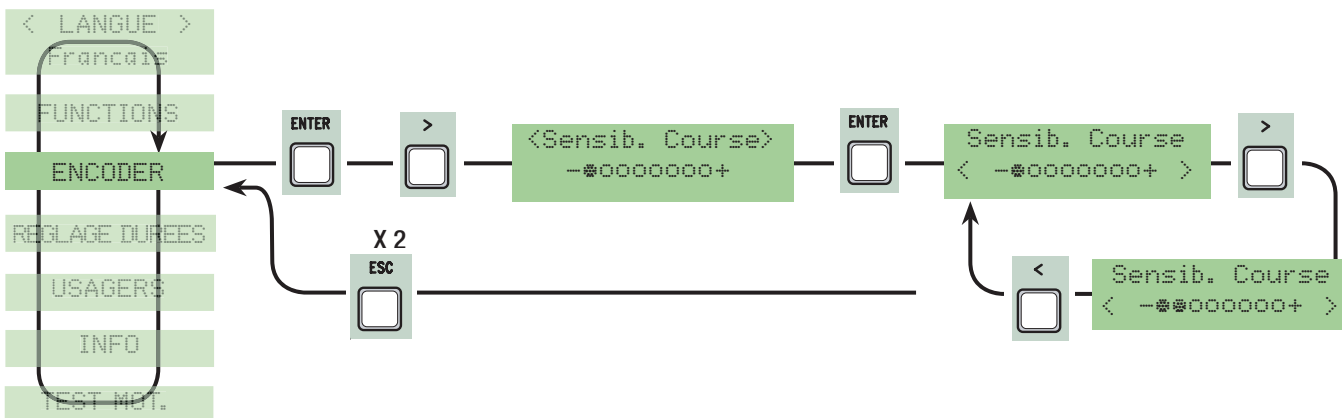 < LANGUE >
Francais
FUNCTIONS
ENCODER
REGLAGE DUREES
USAGERS
INFO
TEST MOT.
ENTER
>
<Sensib. Course>
-●ooooooo+
ENTER
Sensib. Course
< -●ooooooo+ >
>
X 2
ESC
<
Sensib. Course
< -●●oooooo+ >